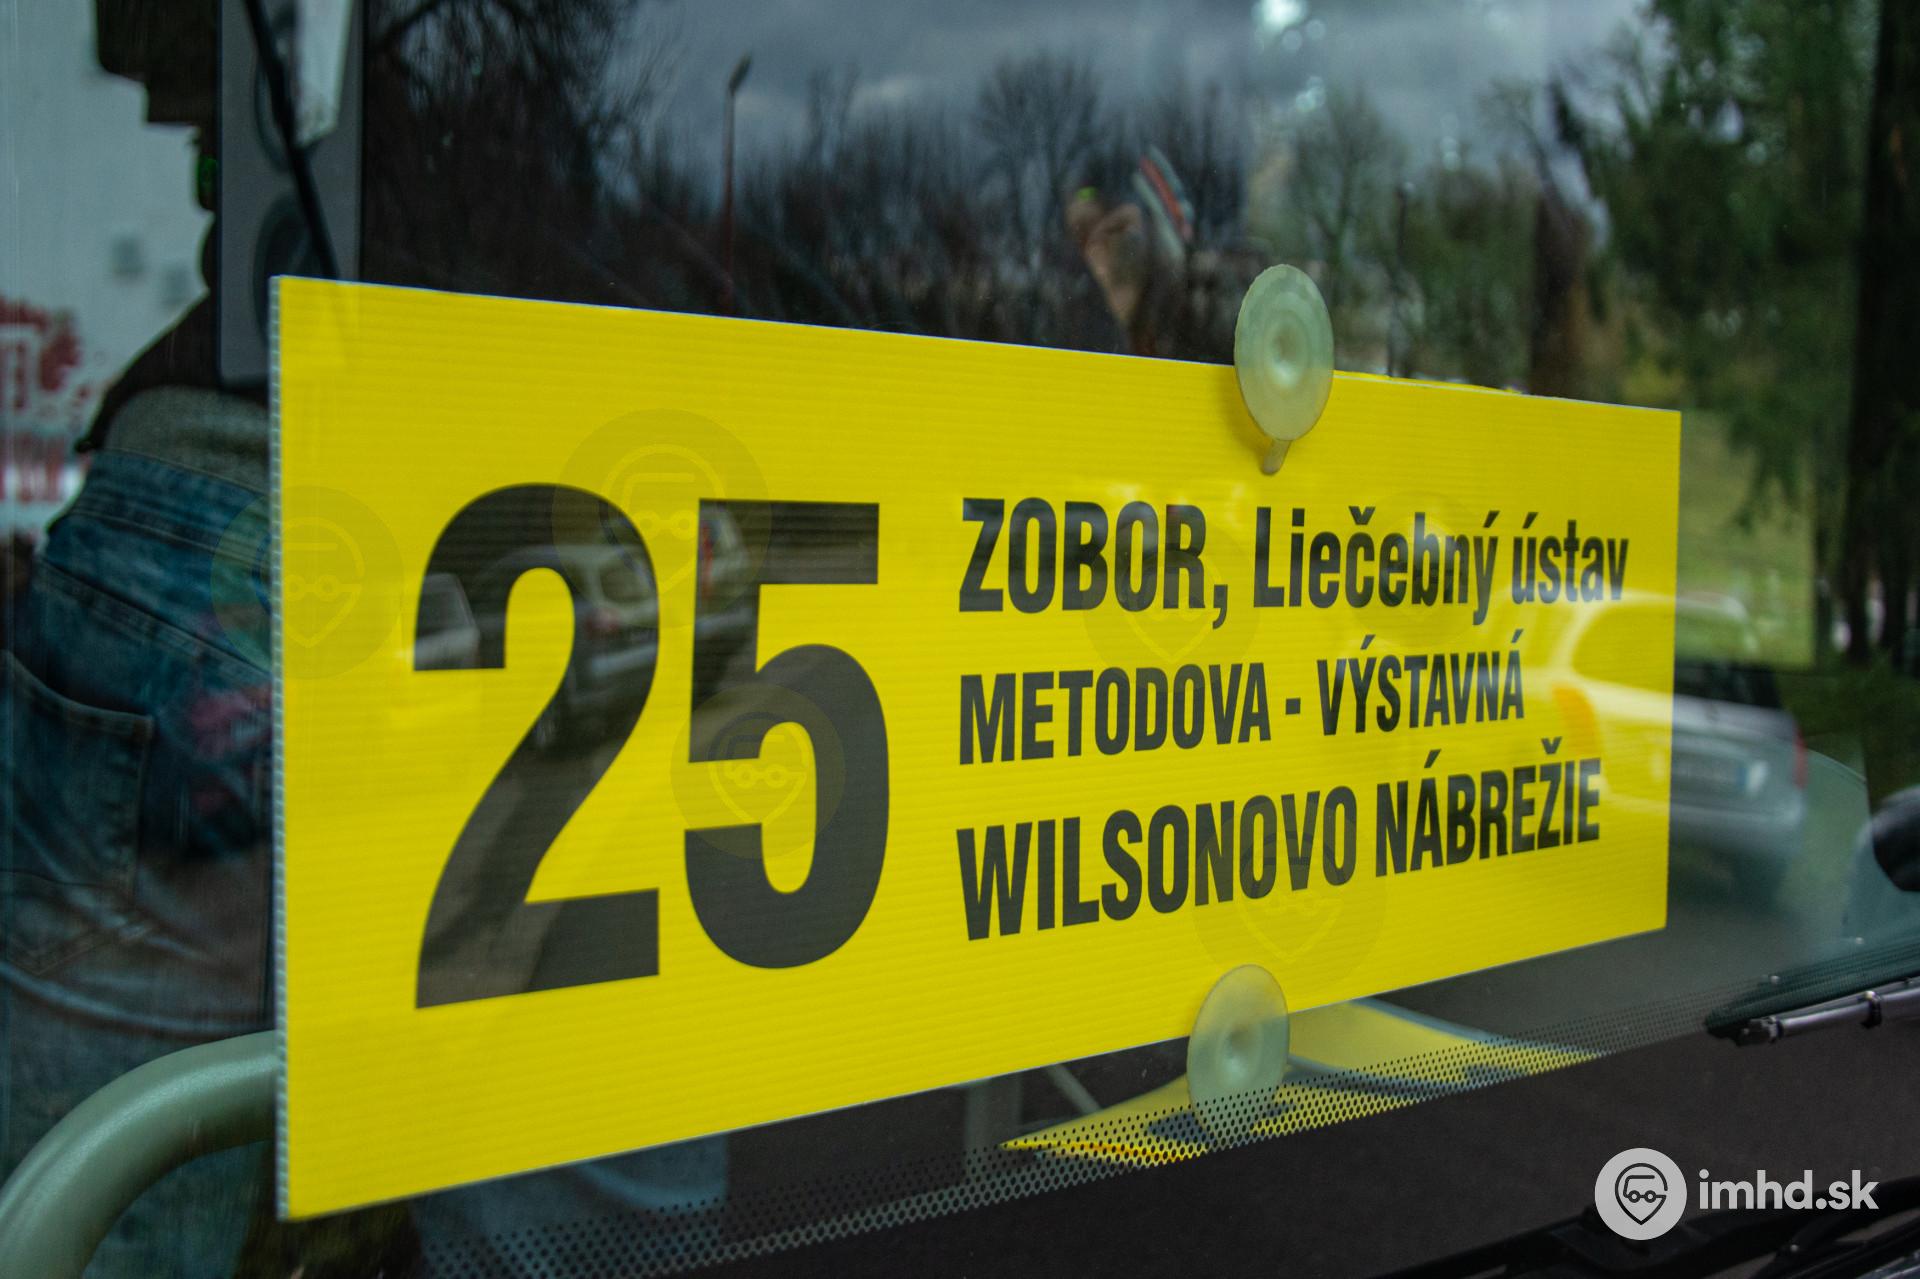 25
ZOBOR, Liečebný ústav
METODOVA - VÝSTAVNÁ
WILSONOVO NÁBREŽIE
imhd.sk